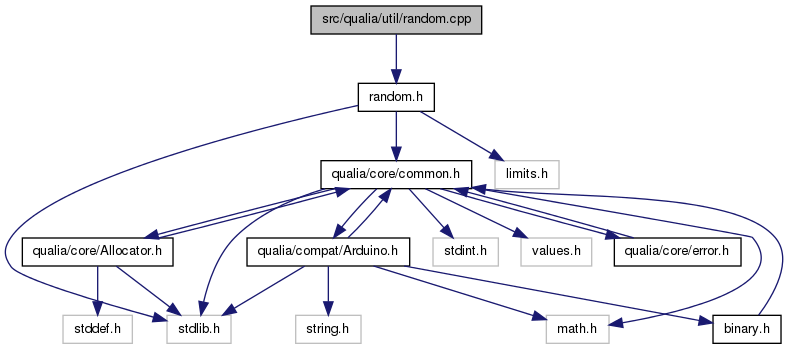 src/qualia/util/random.cpp
random.h
qualia/core/common.h
limits.h
qualia/core/Allocator.h
qualia/compat/Arduino.h
stdint.h
values.h
qualia/core/error.h
stddef.h
stdlib.h
string.h
math.h
binary.h